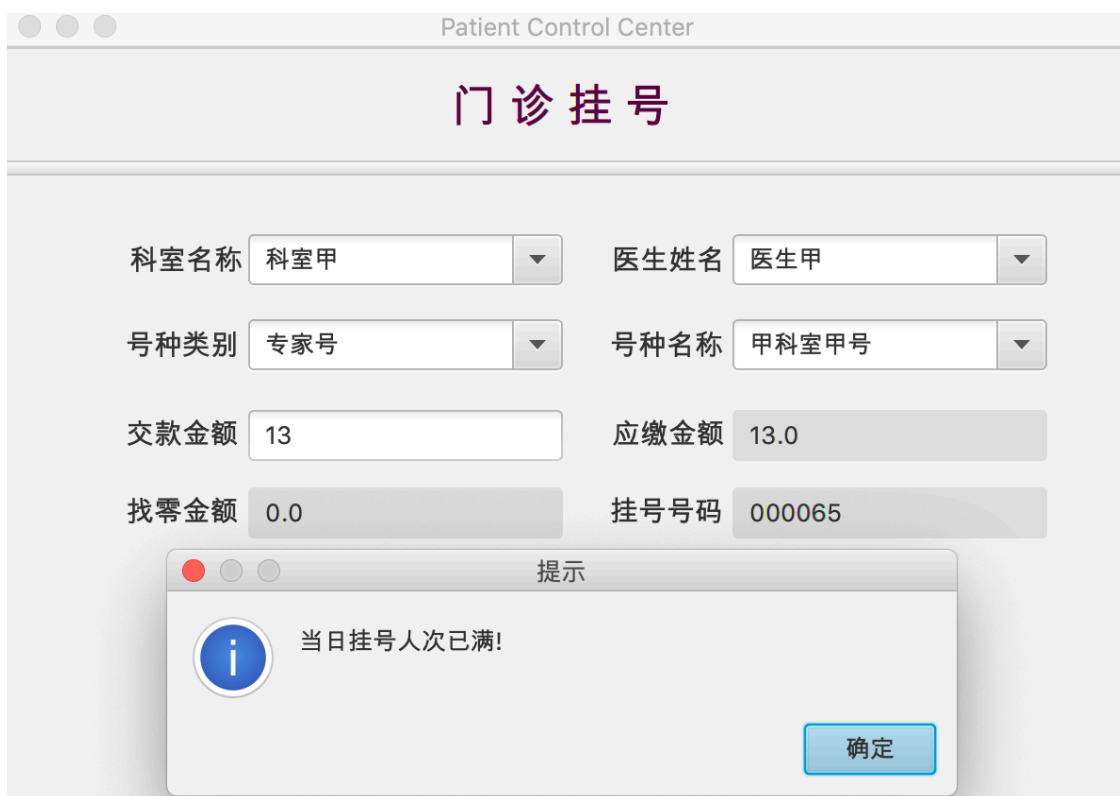 Patient Control Center
门诊挂号
科室名称 科室甲 医生姓名 医生甲
号种类别 专家号 号种名称 甲科室甲号
交款金额 13 应缴金额 13.0
找零金额 0.0 挂号号码 000065
提示
当日挂号人次已满!
确定